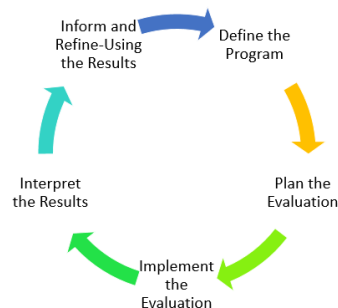 Inform and
Refine-Using
the Results
Define the
Program
Plan the
Evaluation
Implement
the
Evaluation
Interpret
the Results